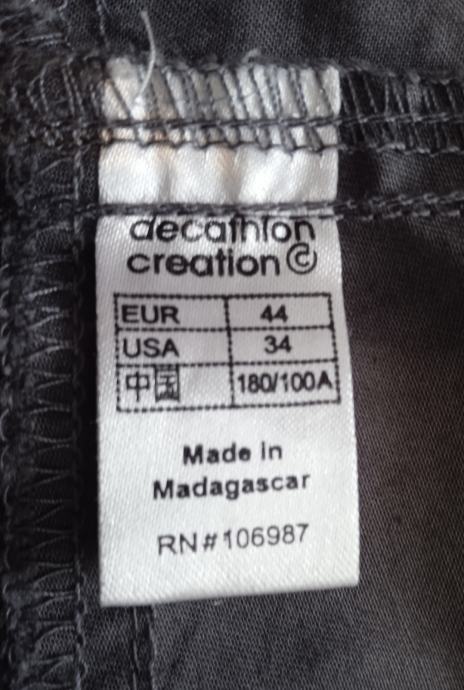 decathlon
creation ©
EUR 44
USA 34
中国 180/100A
Made in
Madagascar
RN#106987